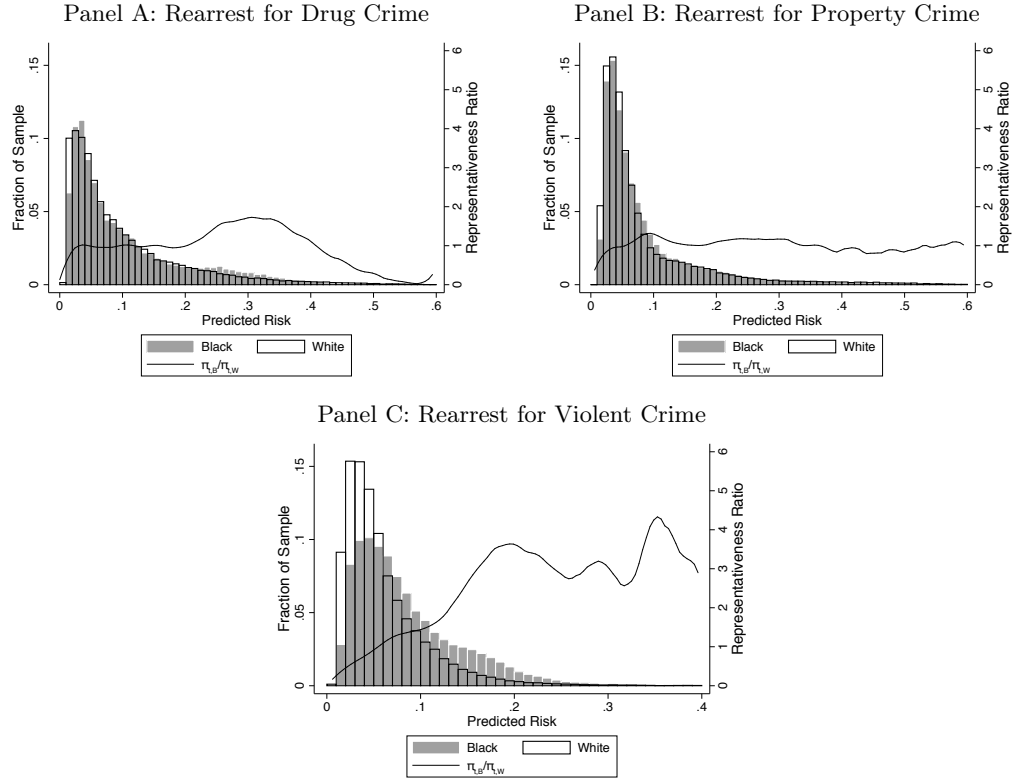 Panel A: Rearrest for Drug Crime
Fraction of Sample
0 .05 .1 .15
Representativeness Ratio
0 1 2 3 4 5 6
0 .1 .2 .3 .4 .5 .6
Predicted Risk
Black White
π_{t,B}/π_{t,W}
Panel B: Rearrest for Property Crime
Fraction of Sample
0 .05 .1 .15
Representativeness Ratio
0 1 2 3 4 5 6
0 .1 .2 .3 .4 .5 .6
Predicted Risk
Black White
π_{t,B}/π_{t,W}
Panel C: Rearrest for Violent Crime
Fraction of Sample
0 .05 .1 .15
Representativeness Ratio
0 1 2 3 4 5 6
0 .1 .2 .3 .4
Predicted Risk
Black White
π_{t,B}/π_{t,W}